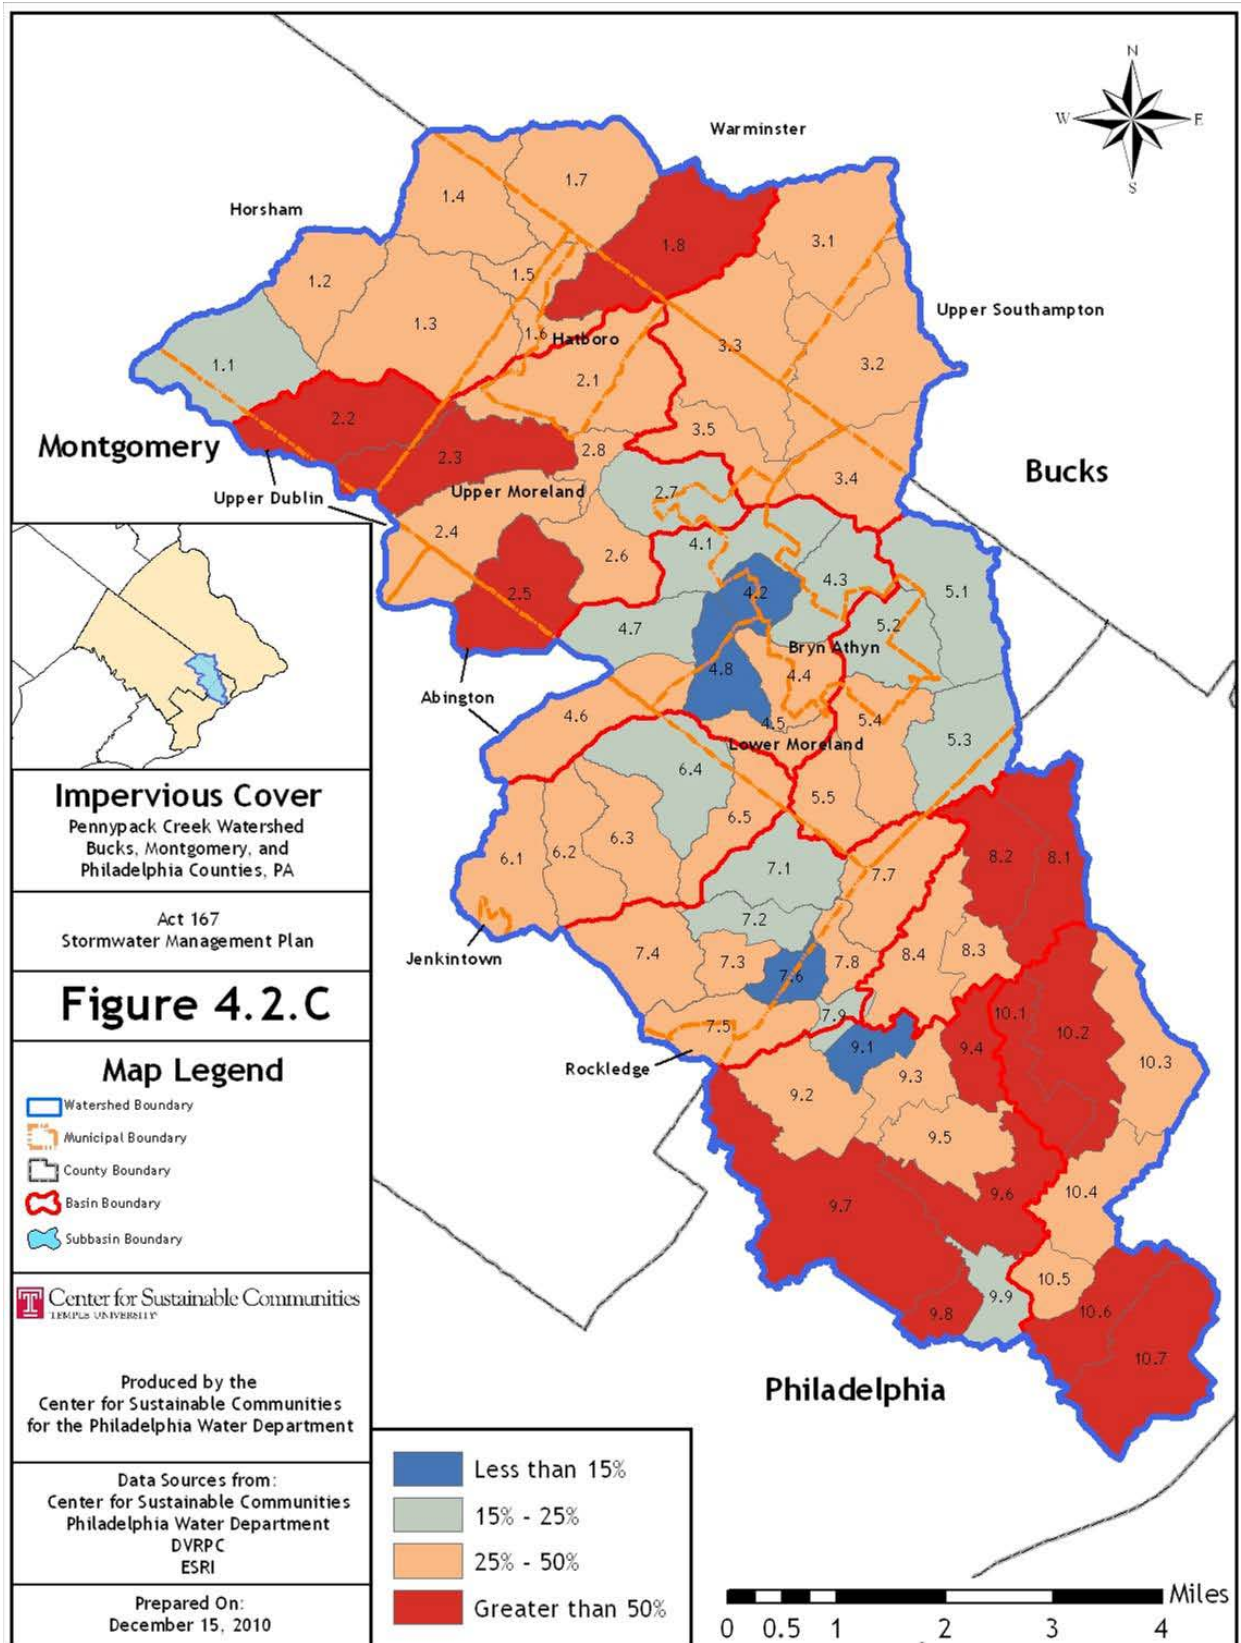 N
W
E
S
Warminster
Horsham
Upper Southampton
Hatboro
Montgomery
Bucks
Upper Dublin
Upper Moreland
Bryn Athyn
Abington
Lower Moreland
Jenkintown
Rockledge
Philadelphia
1.1
1.2
1.3
1.4
1.5
1.6
1.7
1.8
2.1
2.2
2.3
2.4
2.5
2.6
2.7
2.8
3.1
3.2
3.3
3.4
3.5
4.1
4.2
4.3
4.4
4.5
4.6
4.7
4.8
5.1
5.2
5.3
5.4
5.5
6.1
6.2
6.3
6.4
6.5
7.1
7.2
7.3
7.4
7.5
7.6
7.7
7.8
7.9
8.1
8.2
8.3
8.4
9.1
9.2
9.3
9.4
9.5
9.6
9.7
9.8
9.9
10.1
10.2
10.3
10.4
10.5
10.6
10.7
Impervious Cover
Pennypack Creek Watershed
Bucks, Montgomery, and
Philadelphia Counties, PA
Act 167
Stormwater Management Plan
Figure 4.2.C
Map Legend
Watershed Boundary
Municipal Boundary
County Boundary
Basin Boundary
Subbasin Boundary
T Center for Sustainable Communities
TEMPLE UNIVERSITY
Produced by the
Center for Sustainable Communities
for the Philadelphia Water Department
Data Sources from:
Center for Sustainable Communities
Philadelphia Water Department
DVRPC
ESRI
Prepared On:
December 15, 2010
Less than 15%
15% - 25%
25% - 50%
Greater than 50%
Miles
0 0.5 1 2 3 4